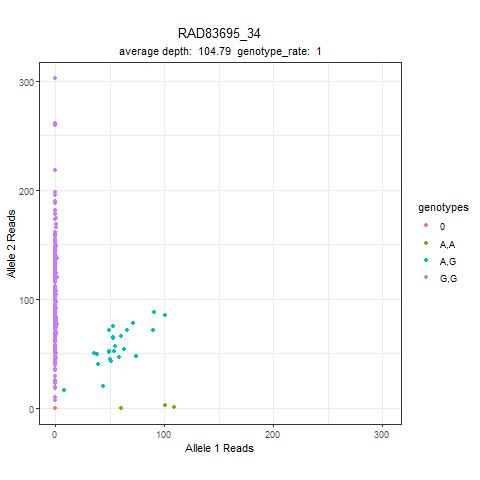 RAD83695_34
average depth: 104.79 genotype_rate: 1
300
200
100
0
Allele 2 Reads
0 100 200 300
Allele 1 Reads
genotypes
0
A,A
A,G
G,G